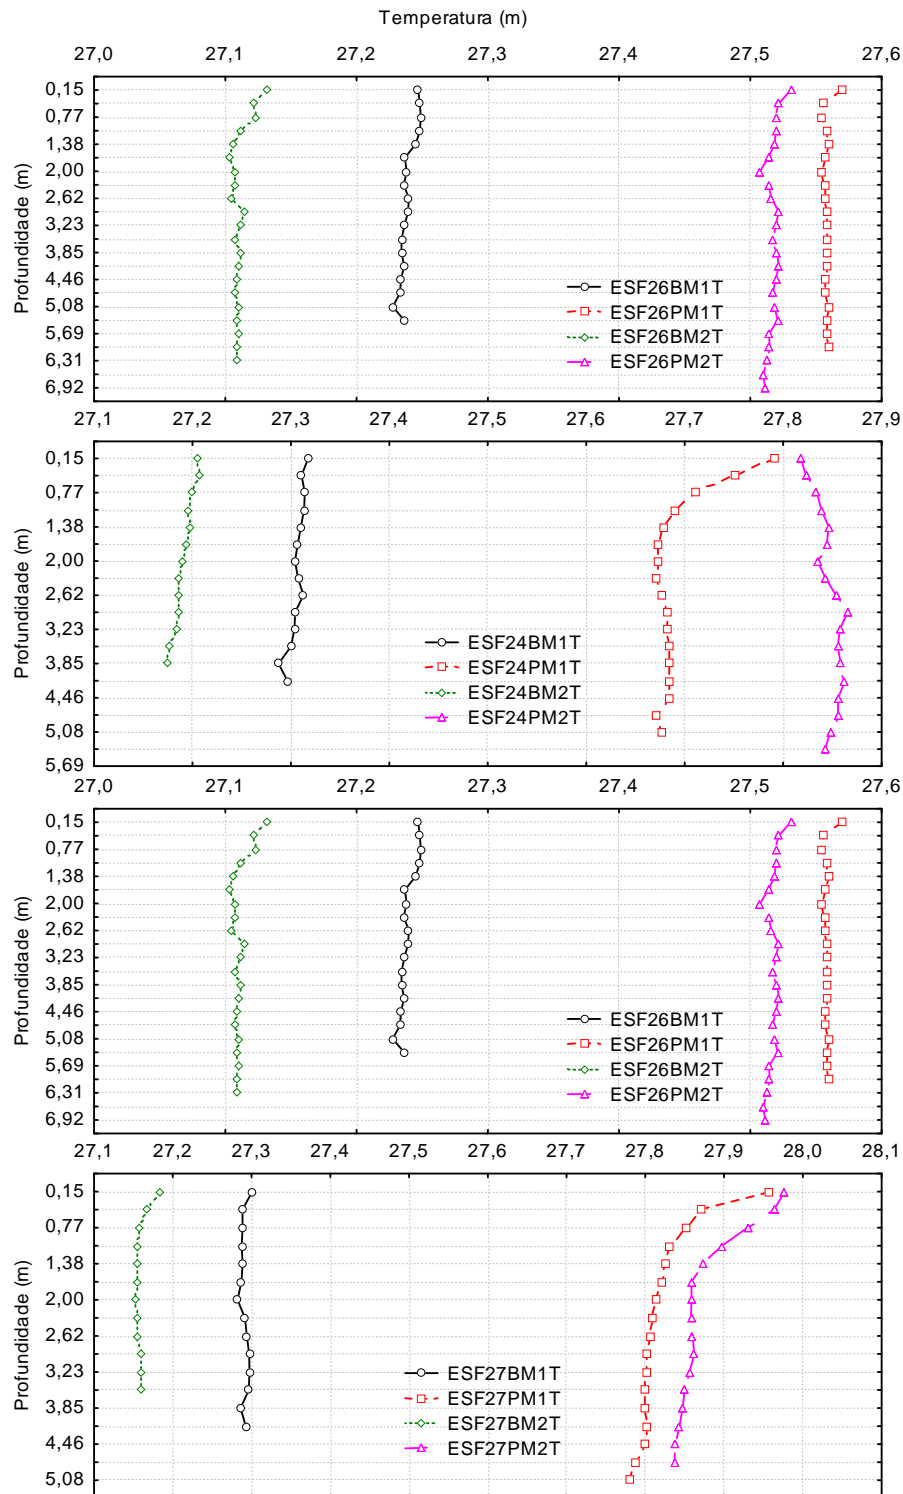 Temperatura (m)
27,0 27,1 27,2 27,3 27,4 27,5 27,6
0,15
0,77
1,38
2,00
2,62
3,23
3,85
4,46
5,08
5,69
6,31
6,92
Profundidade (m)
ESF26BM1T
ESF26PM1T
ESF26BM2T
ESF26PM2T
27,1 27,2 27,3 27,4 27,5 27,6 27,7 27,8 27,9
0,15
0,77
1,38
2,00
2,62
3,23
3,85
4,46
5,08
5,69
Profundidade (m)
ESF24BM1T
ESF24PM1T
ESF24BM2T
ESF24PM2T
27,0 27,1 27,2 27,3 27,4 27,5 27,6
0,15
0,77
1,38
2,00
2,62
3,23
3,85
4,46
5,08
5,69
6,31
6,92
Profundidade (m)
ESF26BM1T
ESF26PM1T
ESF26BM2T
ESF26PM2T
27,1 27,2 27,3 27,4 27,5 27,6 27,7 27,8 27,9 28,0 28,1
0,15
0,77
1,38
2,00
2,62
3,23
3,85
4,46
5,08
Profundidade (m)
ESF27BM1T
ESF27PM1T
ESF27BM2T
ESF27PM2T